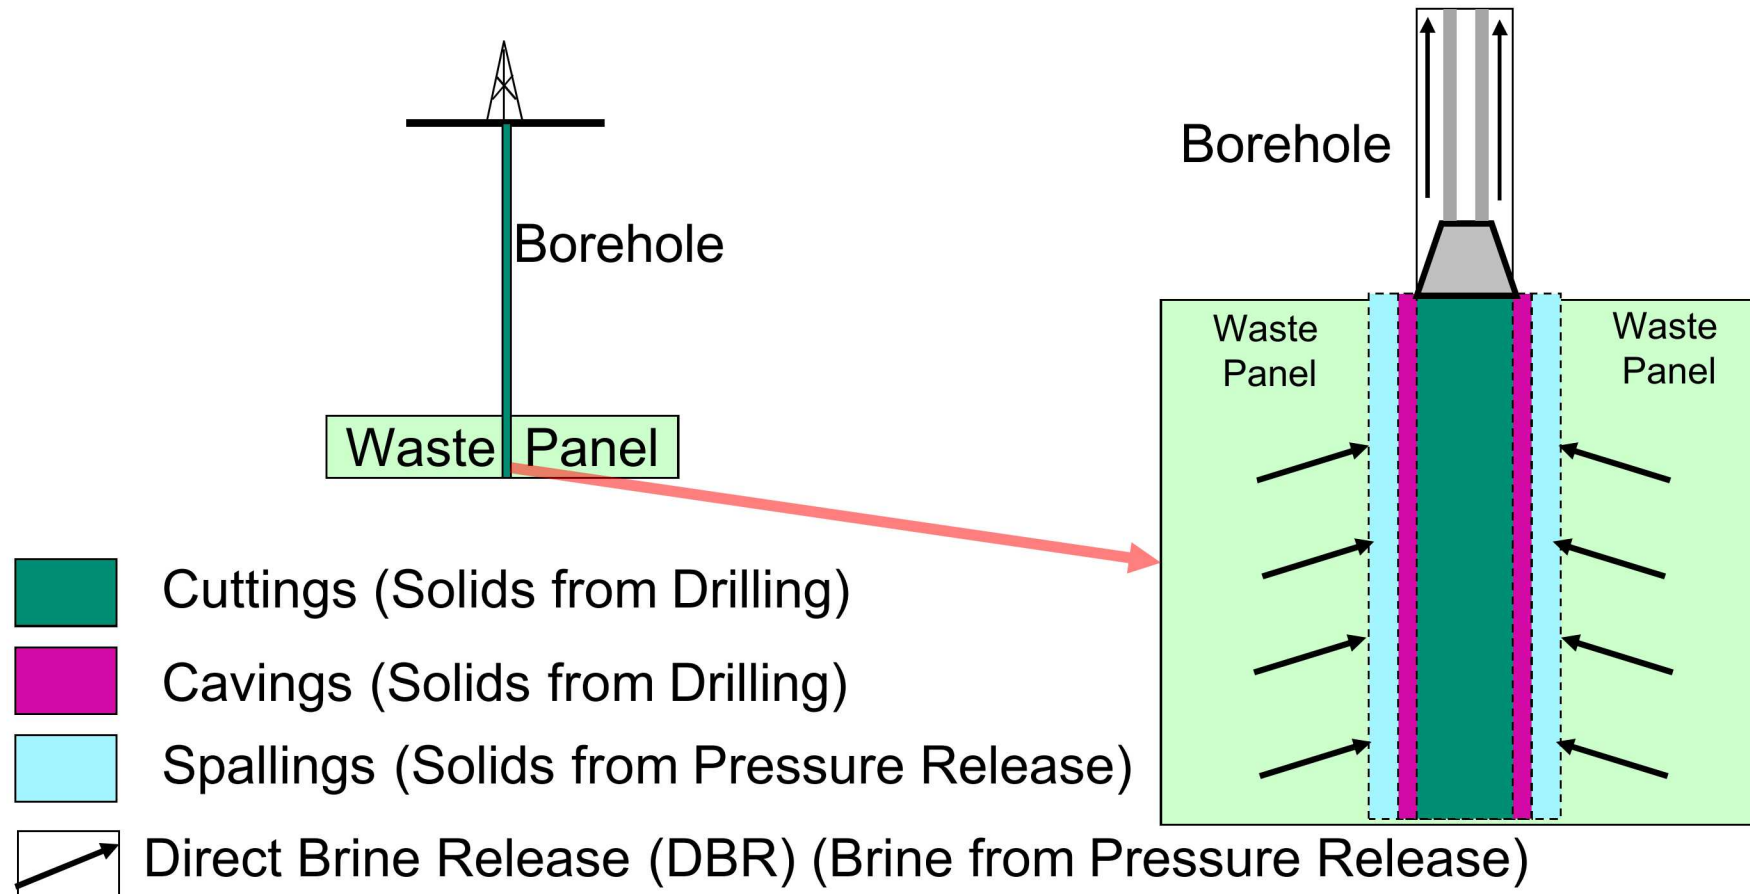 Borehole
Waste Panel
Borehole
Waste
Panel
Waste
Panel
Cuttings (Solids from Drilling)
Cavings (Solids from Drilling)
Spallings (Solids from Pressure Release)
Direct Brine Release (DBR) (Brine from Pressure Release)